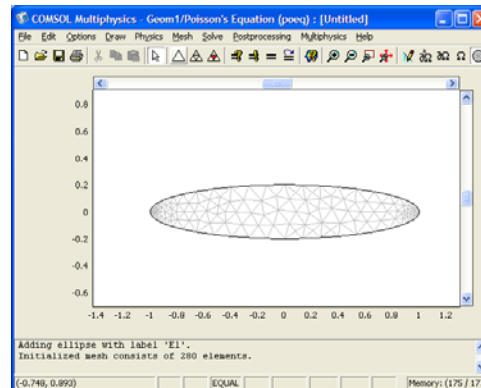 COMSOL Multiphysics - Geom1/Poisson's Equation (poeq) : [Untitled]
File Edit Options Draw Physics Mesh Solve Postprocessing Multiphysics Help
0.8
0.6
0.4
0.2
0
-0.2
-0.4
-0.6
-1.4 -1.2 -1 -0.8 -0.6 -0.4 -0.2 0 0.2 0.4 0.6 0.8 1 1.2
Adding ellipse with label 'E1'.
Initialized mesh consists of 280 elements.
(-0.748, 0.893) EQUAL Memory: (175 / 17